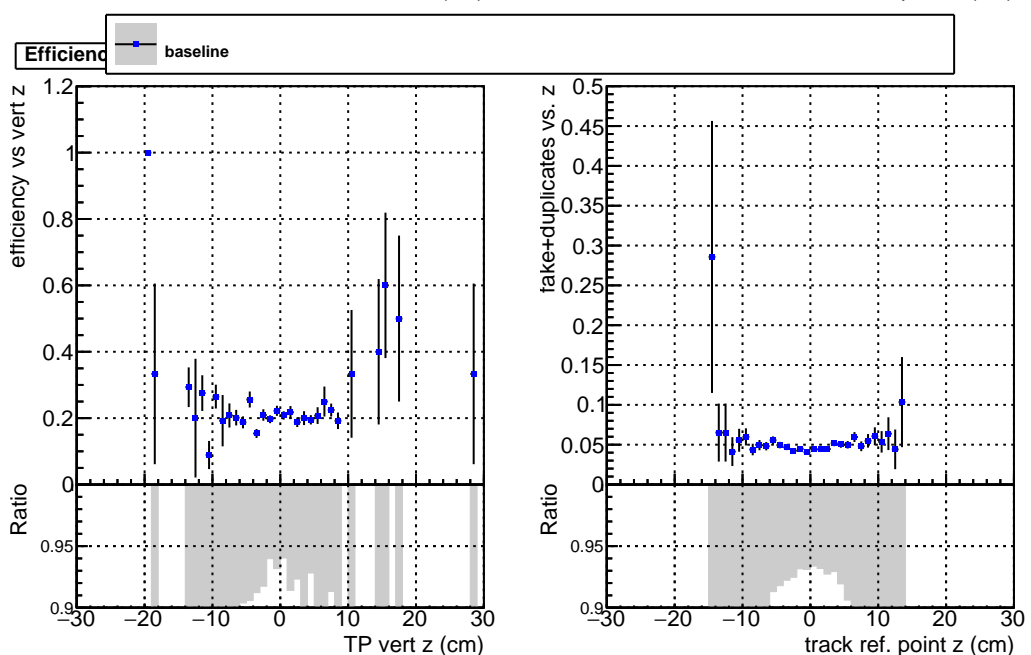 baseline
Efficienc
efficiency vs vert z
1.2
1
0.8
0.6
0.4
0.2
0
Ratio
0.95
0.9
−30 −20 −10 0 10 20 30
TP vert z (cm)
fake+duplicates vs. z
0.5
0.45
0.4
0.35
0.3
0.25
0.2
0.15
0.1
0.05
0
Ratio
0.95
0.9
−30 −20 −10 0 10 20 30
track ref. point z (cm)